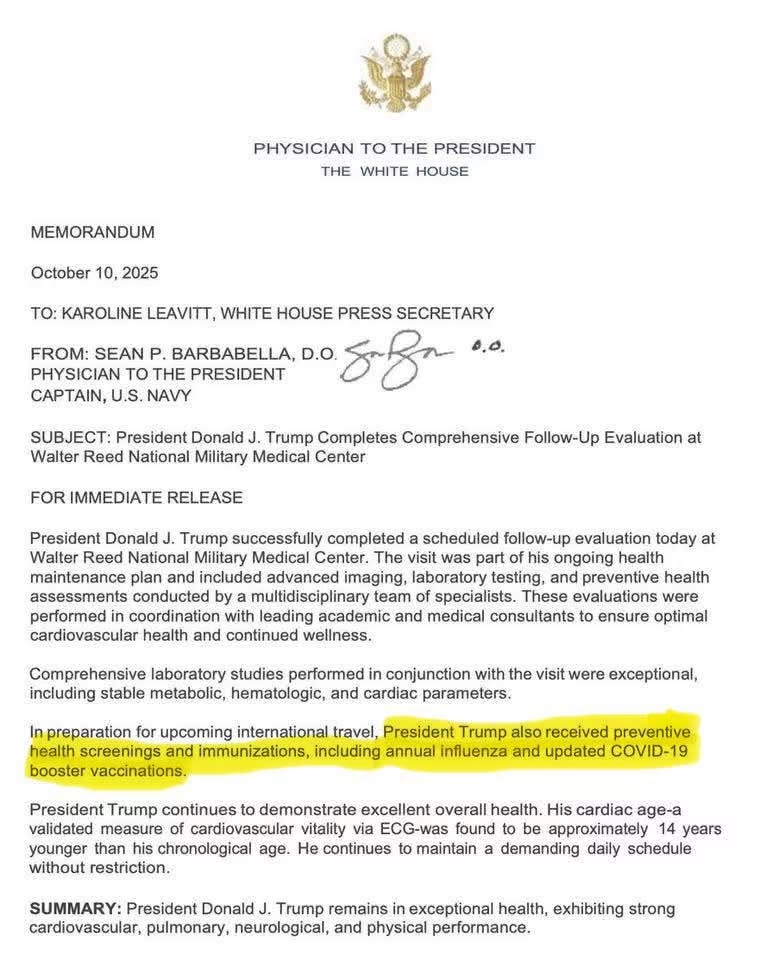 PHYSICIAN TO THE PRESIDENT
THE WHITE HOUSE
MEMORANDUM
October 10, 2025
TO: KAROLINE LEAVITT, WHITE HOUSE PRESS SECRETARY
FROM: SEAN P. BARBABELLA, D.O.
D.O.
PHYSICIAN TO THE PRESIDENT
CAPTAIN, U.S. NAVY
SUBJECT: President Donald J. Trump Completes Comprehensive Follow-Up Evaluation at
Walter Reed National Military Medical Center
FOR IMMEDIATE RELEASE
President Donald J. Trump successfully completed a scheduled follow-up evaluation today at
Walter Reed National Military Medical Center. The visit was part of his ongoing health
maintenance plan and included advanced imaging, laboratory testing, and preventive health
assessments conducted by a multidisciplinary team of specialists. These evaluations were
performed in coordination with leading academic and medical consultants to ensure optimal
cardiovascular health and continued wellness.
Comprehensive laboratory studies performed in conjunction with the visit were exceptional,
including stable metabolic, hematologic, and cardiac parameters.
In preparation for upcoming international travel, President Trump also received preventive
health screenings and immunizations, including annual influenza and updated COVID-19
booster vaccinations.
President Trump continues to demonstrate excellent overall health. His cardiac age-a
validated measure of cardiovascular vitality via ECG-was found to be approximately 14 years
younger than his chronological age. He continues to maintain a demanding daily schedule
without restriction.
SUMMARY: President Donald J. Trump remains in exceptional health, exhibiting strong
cardiovascular, pulmonary, neurological, and physical performance.